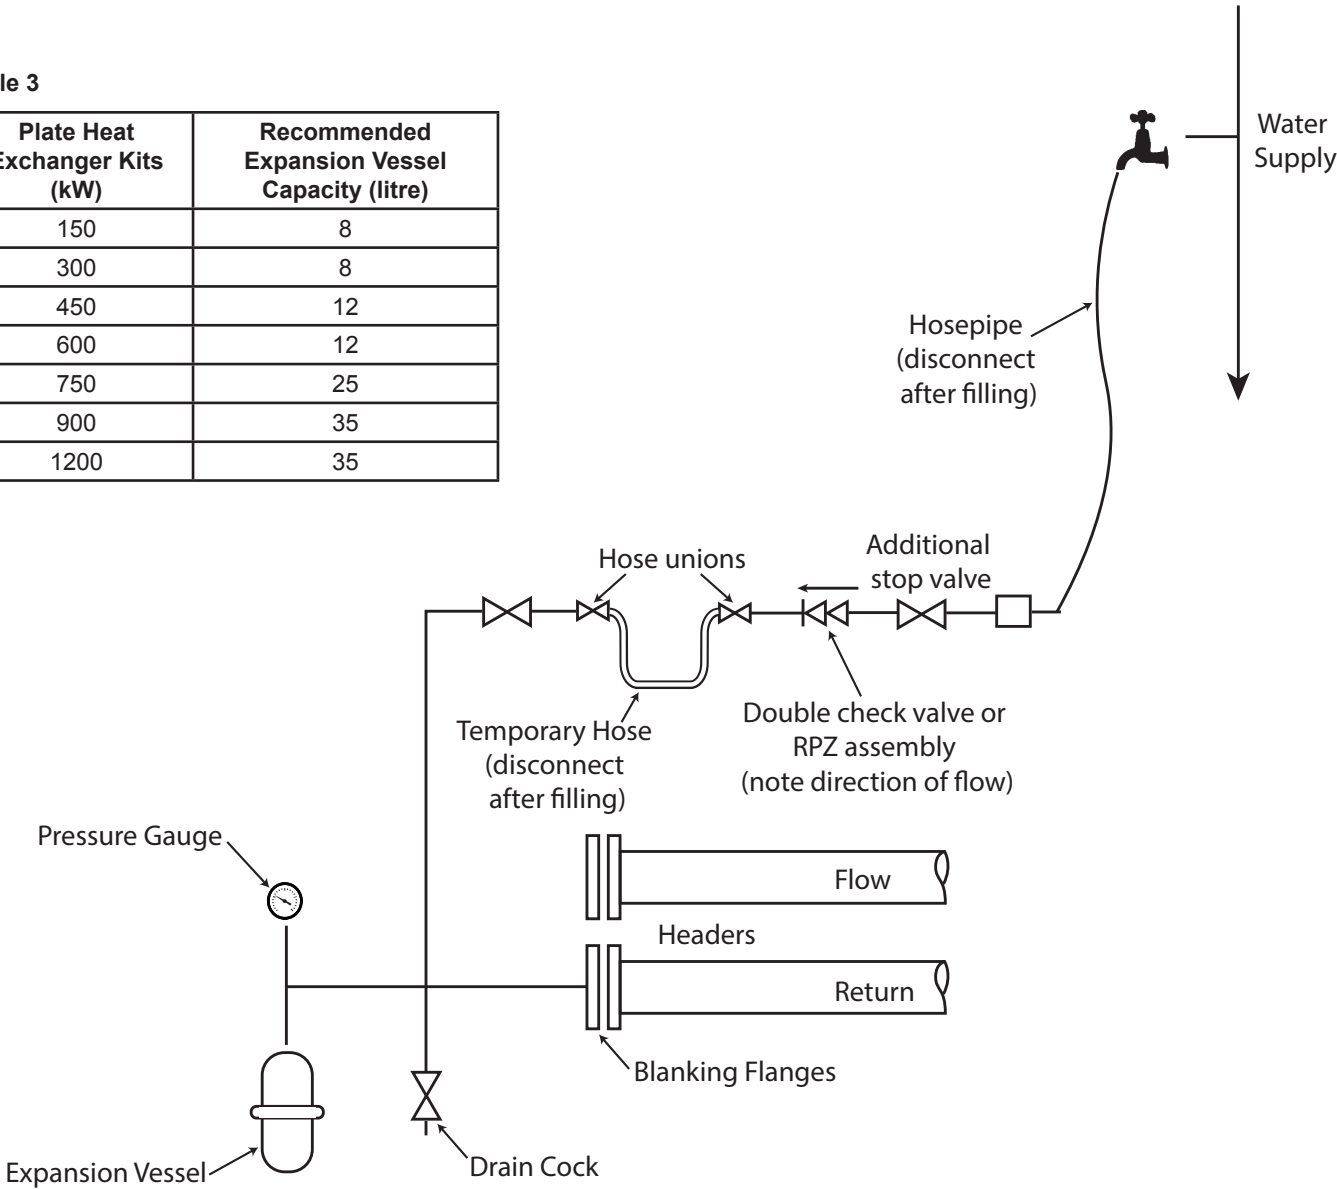 le 3
Plate Heat
Exchanger Kits
(kW)
Recommended
Expansion Vessel
Capacity (litre)
150 8
300 8
450 12
600 12
750 25
900 35
1200 35
Water
Supply
Hosepipe
(disconnect
after filling)
Additional
stop valve
Hose unions
Double check valve or
RPZ assembly
(note direction of flow)
Temporary Hose
(disconnect
after filling)
Pressure Gauge
Flow
Headers
Return
Blanking Flanges
Drain Cock
Expansion Vessel